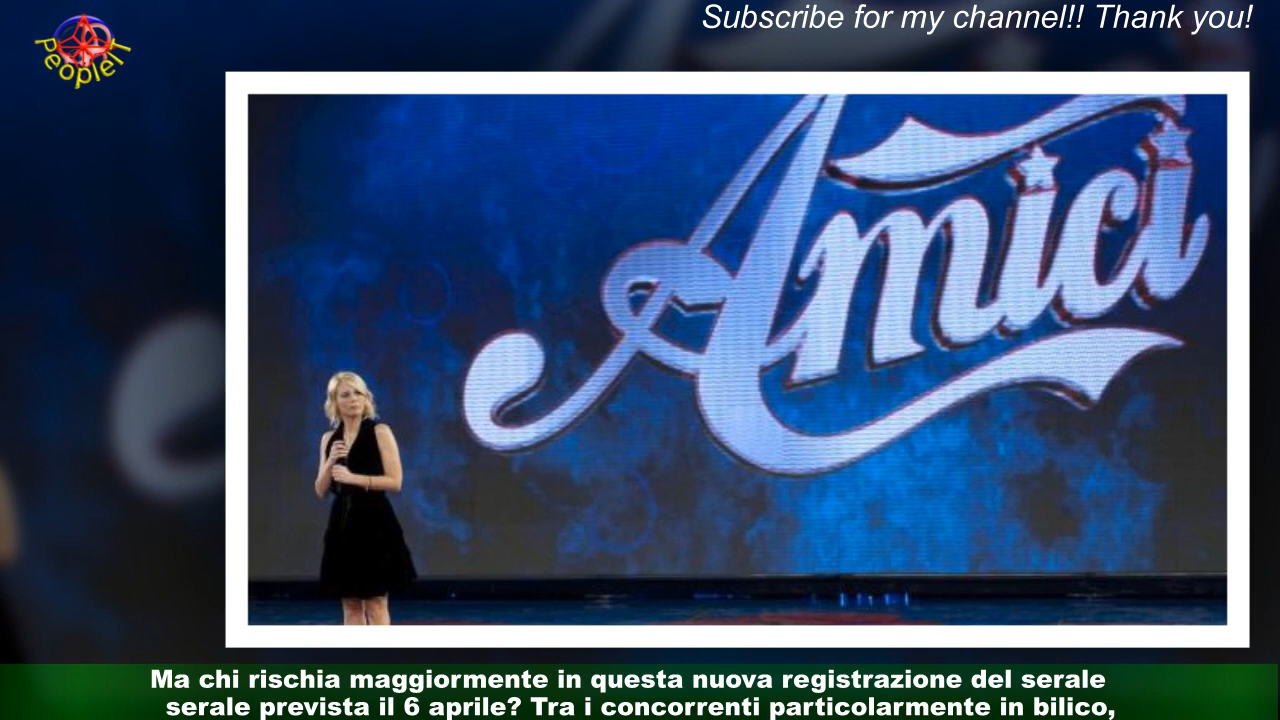 Subscribe for my channel!! Thank you!
PeopleIT
Amici
Ma chi rischia maggiormente in questa nuova registrazione del serale
serale prevista il 6 aprile? Tra i concorrenti particolarmente in bilico,